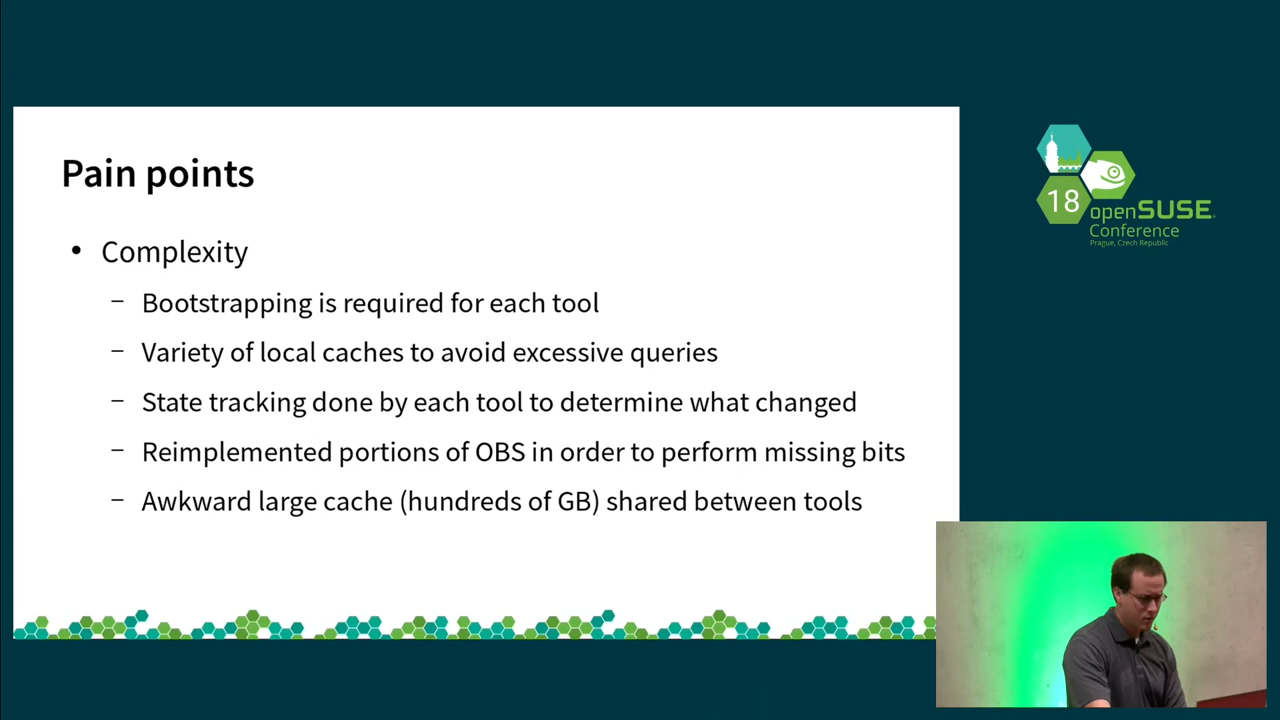 Pain points
• Complexity
– Bootstrapping is required for each tool
– Variety of local caches to avoid excessive queries
– State tracking done by each tool to determine what changed
– Reimplemented portions of OBS in order to perform missing bits
– Awkward large cache (hundreds of GB) shared between tools
18
openSUSE
Conference
Prague, Czech Republic